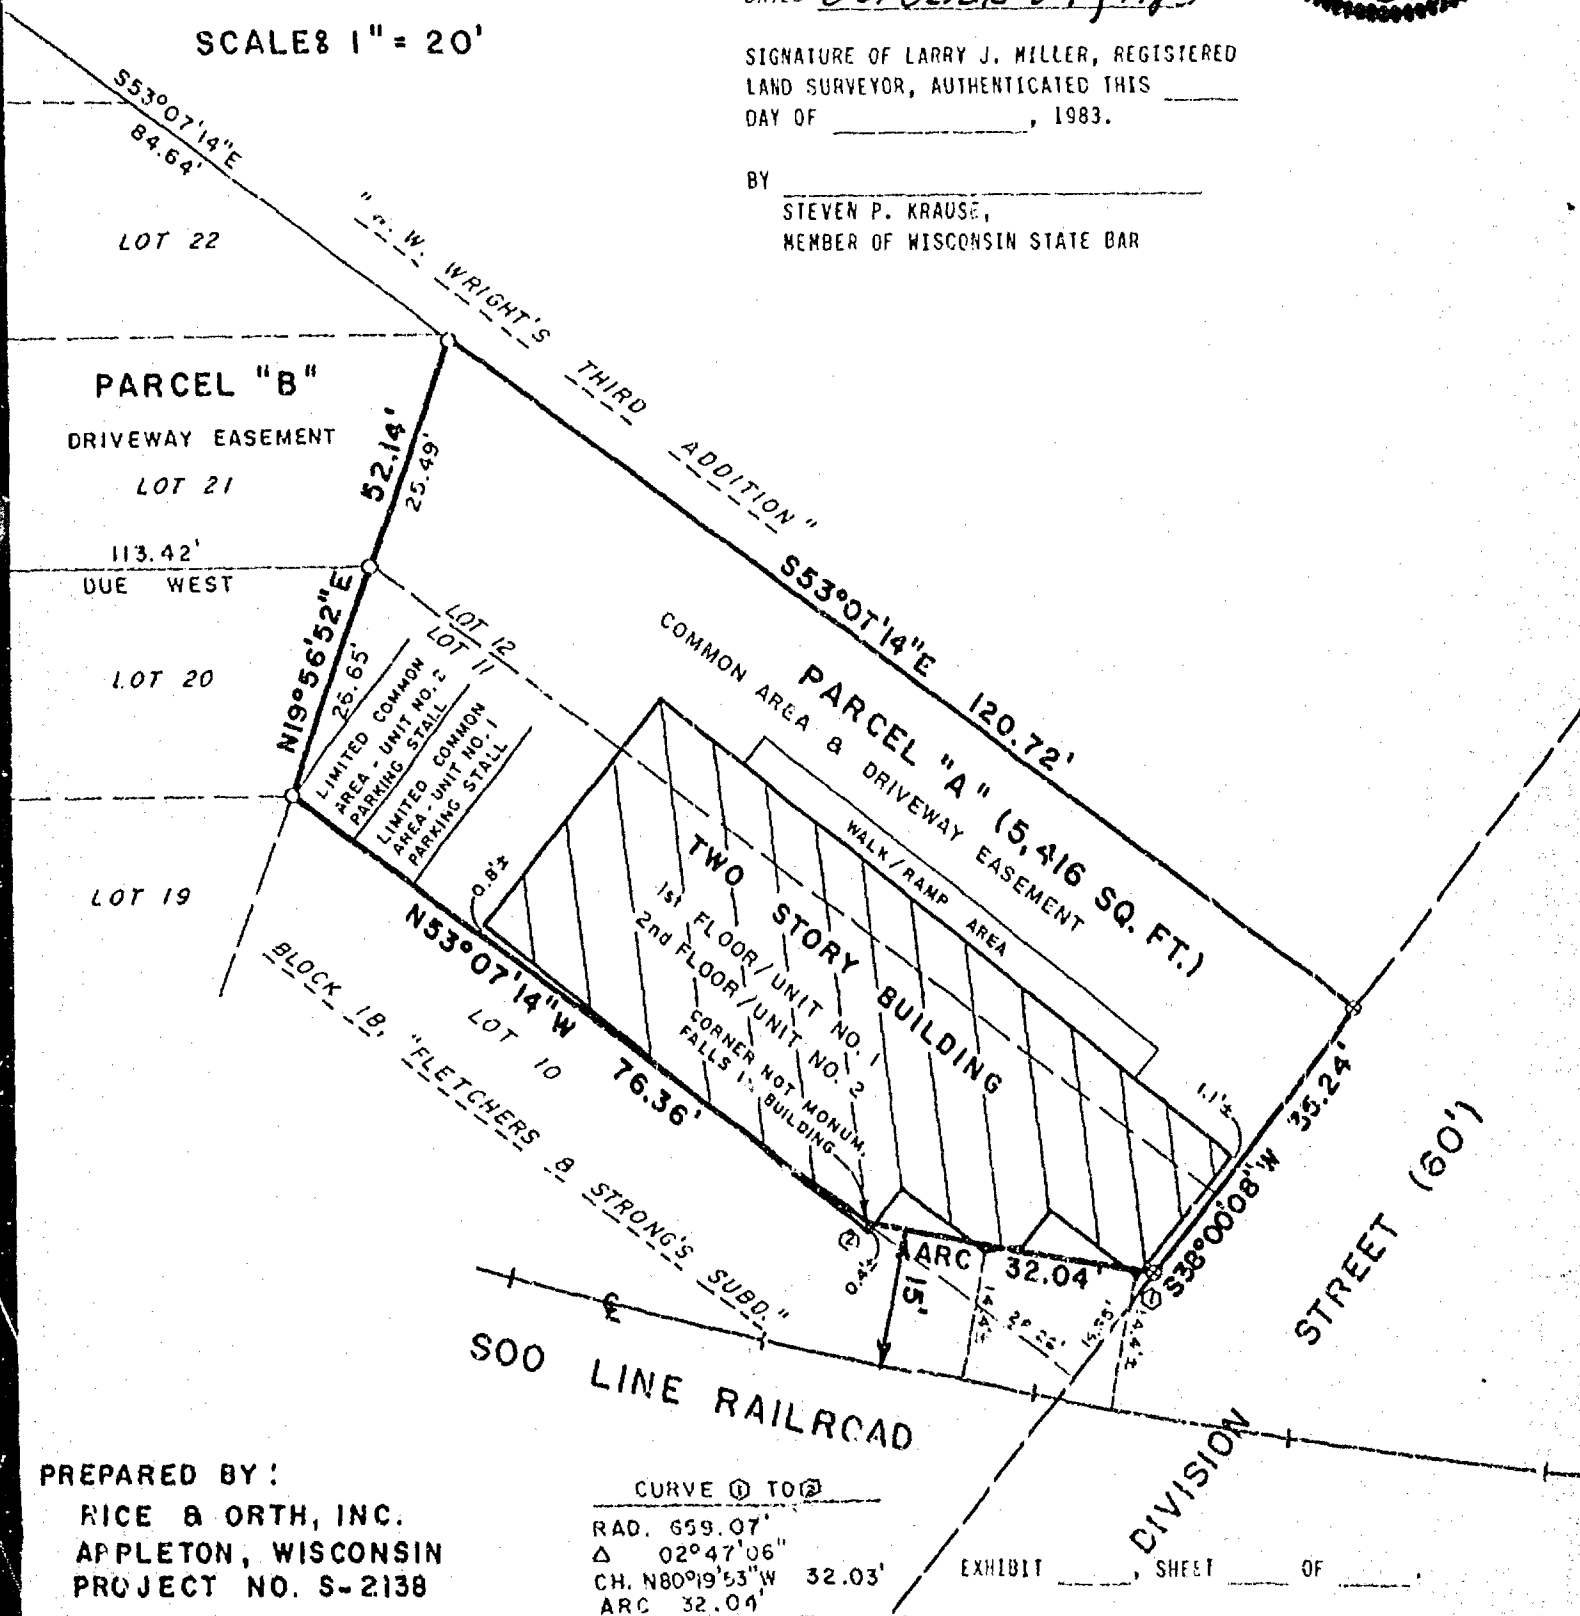 SCALE: 1" = 20'
SIGNATURE OF LARRY J. MILLER, REGISTERED
LAND SURVEYOR, AUTHENTICATED THIS
DAY OF , 1983.
BY
STEVEN P. KRAUSE,
MEMBER OF WISCONSIN STATE BAR
S53°07'14"E
84.64'
LOT 22
W. WRIGHT'S THIRD ADDITION"
PARCEL "B"
DRIVEWAY EASEMENT
LOT 21
113.42'
DUE WEST
52.14'
25.49'
N19°56'52"E
26.65'
LOT 20
LOT 19
LOT 12
LOT 11
LIMITED COMMON
AREA - UNIT NO. 2
PARKING STALL
LIMITED COMMON
AREA - UNIT NO. 1
PARKING STALL
S53°07'14"E 120.72'
PARCEL "A" (5,416 SQ. FT.)
COMMON AREA & DRIVEWAY EASEMENT
WALK/RAMP AREA
TWO STORY BUILDING
1st FLOOR/UNIT NO. 1
2nd FLOOR/UNIT NO. 2
CORNER NOT MONUM.
FALLS IN BUILDING
0.8'±
N53°07'14"W 76.36'
LOT 10
BLOCK 18, "FLETCHERS & STRONG'S SUBD."
1.1'±
35.24'
S38°00'08"W
2
0.4'±
ARC 32.04'
15'
14.4'±
1
14.4'±
DIVISION STREET (60')
SOO LINE RAILROAD
PREPARED BY:
RICE & ORTH, INC.
APPLETON, WISCONSIN
PROJECT NO. S-2138
CURVE 1 TO 2
RAD. 659.07'
Δ 02°47'06"
CH. N80°19'53"W 32.03'
ARC 32.04'
EXHIBIT , SHEET OF .